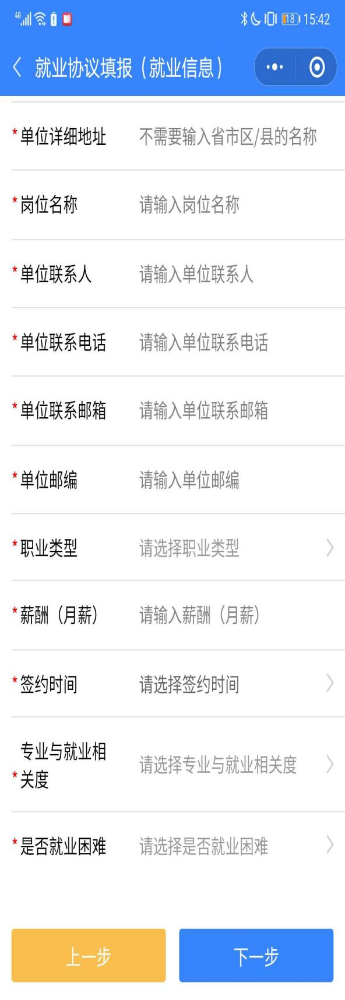 4G 18 15:42
就业协议填报（就业信息）
*单位详细地址 不需要输入省市区/县的名称
*岗位名称 请输入岗位名称
*单位联系人 请输入单位联系人
*单位联系电话 请输入单位联系电话
*单位联系邮箱 请输入单位联系邮箱
*单位邮编 请输入单位邮编
*职业类型 请选择职业类型
*薪酬（月薪） 请输入薪酬（月薪）
*签约时间 请选择签约时间
专业与就业相
*关度 请选择专业与就业相关度
*是否就业困难 请选择是否就业困难
上一步 下一步